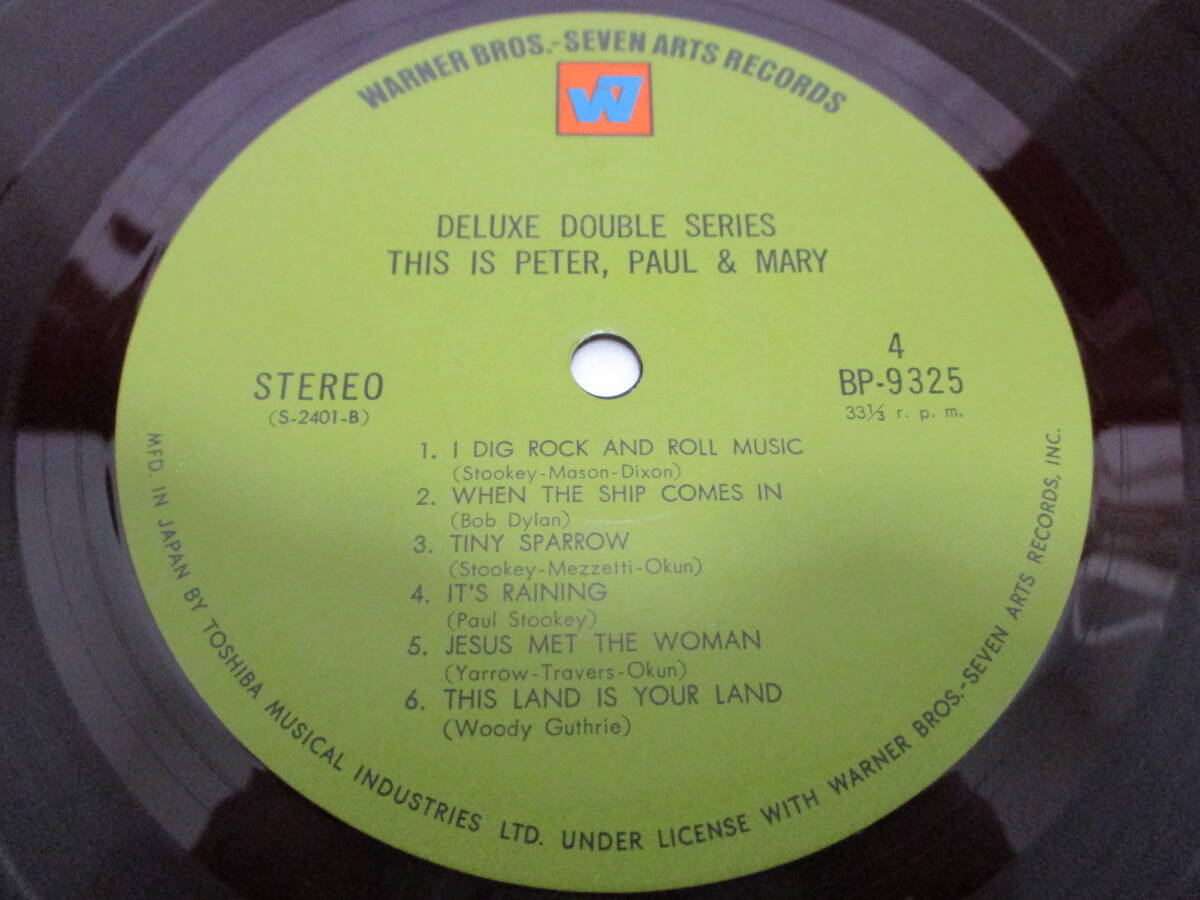 WARNER BROS.-SEVEN ARTS RECORDS
W7
DELUXE DOUBLE SERIES
THIS IS PETER, PAUL & MARY
STEREO
(S-2401-B)
4
BP-9325
33⅓ r. p. m.
1. I DIG ROCK AND ROLL MUSIC
(Stookey-Mason-Dixon)
2. WHEN THE SHIP COMES IN
(Bob Dylan)
3. TINY SPARROW
(Stookey-Mezzetti-Okun)
4. IT'S RAINING
(Paul Stookey)
5. JESUS MET THE WOMAN
(Yarrow-Travers-Okun)
6. THIS LAND IS YOUR LAND
(Woody Guthrie)
MFD. IN JAPAN BY TOSHIBA MUSICAL INDUSTRIES LTD. UNDER LICENSE WITH WARNER BROS.-SEVEN ARTS RECORDS, INC.